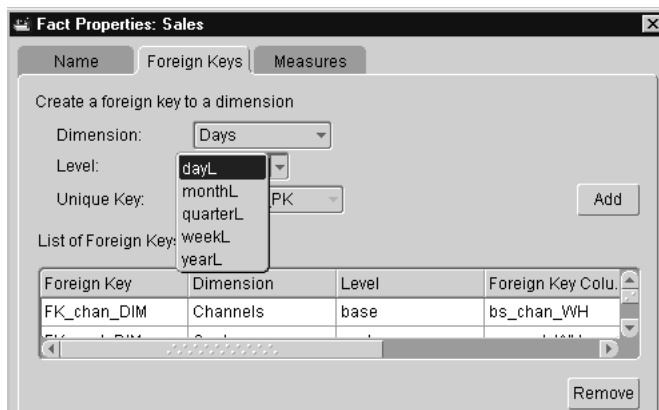 Fact Properties: Sales
Name Foreign Keys Measures
Create a foreign key to a dimension
Dimension: Days
Level:
dayL
monthL
quarterL
weekL
yearL
Unique Key: PK
Add
List of Foreign Key
Foreign Key Dimension Level Foreign Key Colu.
FK_chan_DIM Channels base bs_chan_WH
Remove